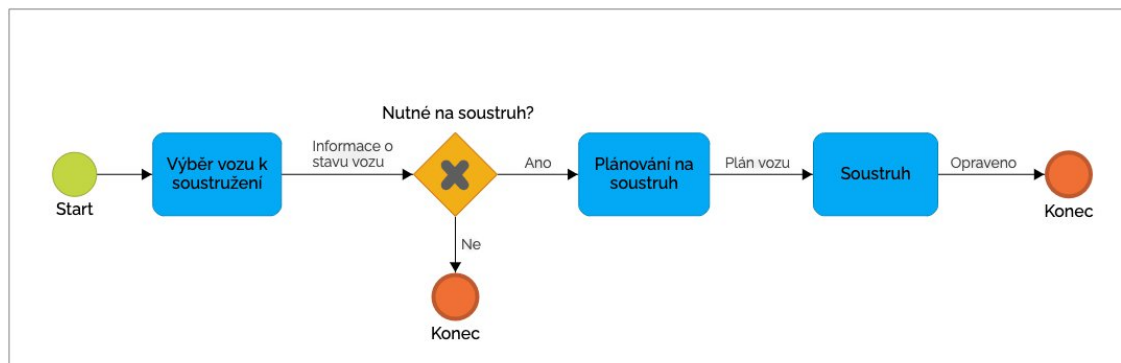 Start
Výběr vozu k
soustružení
Informace o
stavu vozu
Nutné na soustruh?
Ano
Ne
Konec
Plánování na
soustruh
Plán vozu
Soustruh
Opraveno
Konec